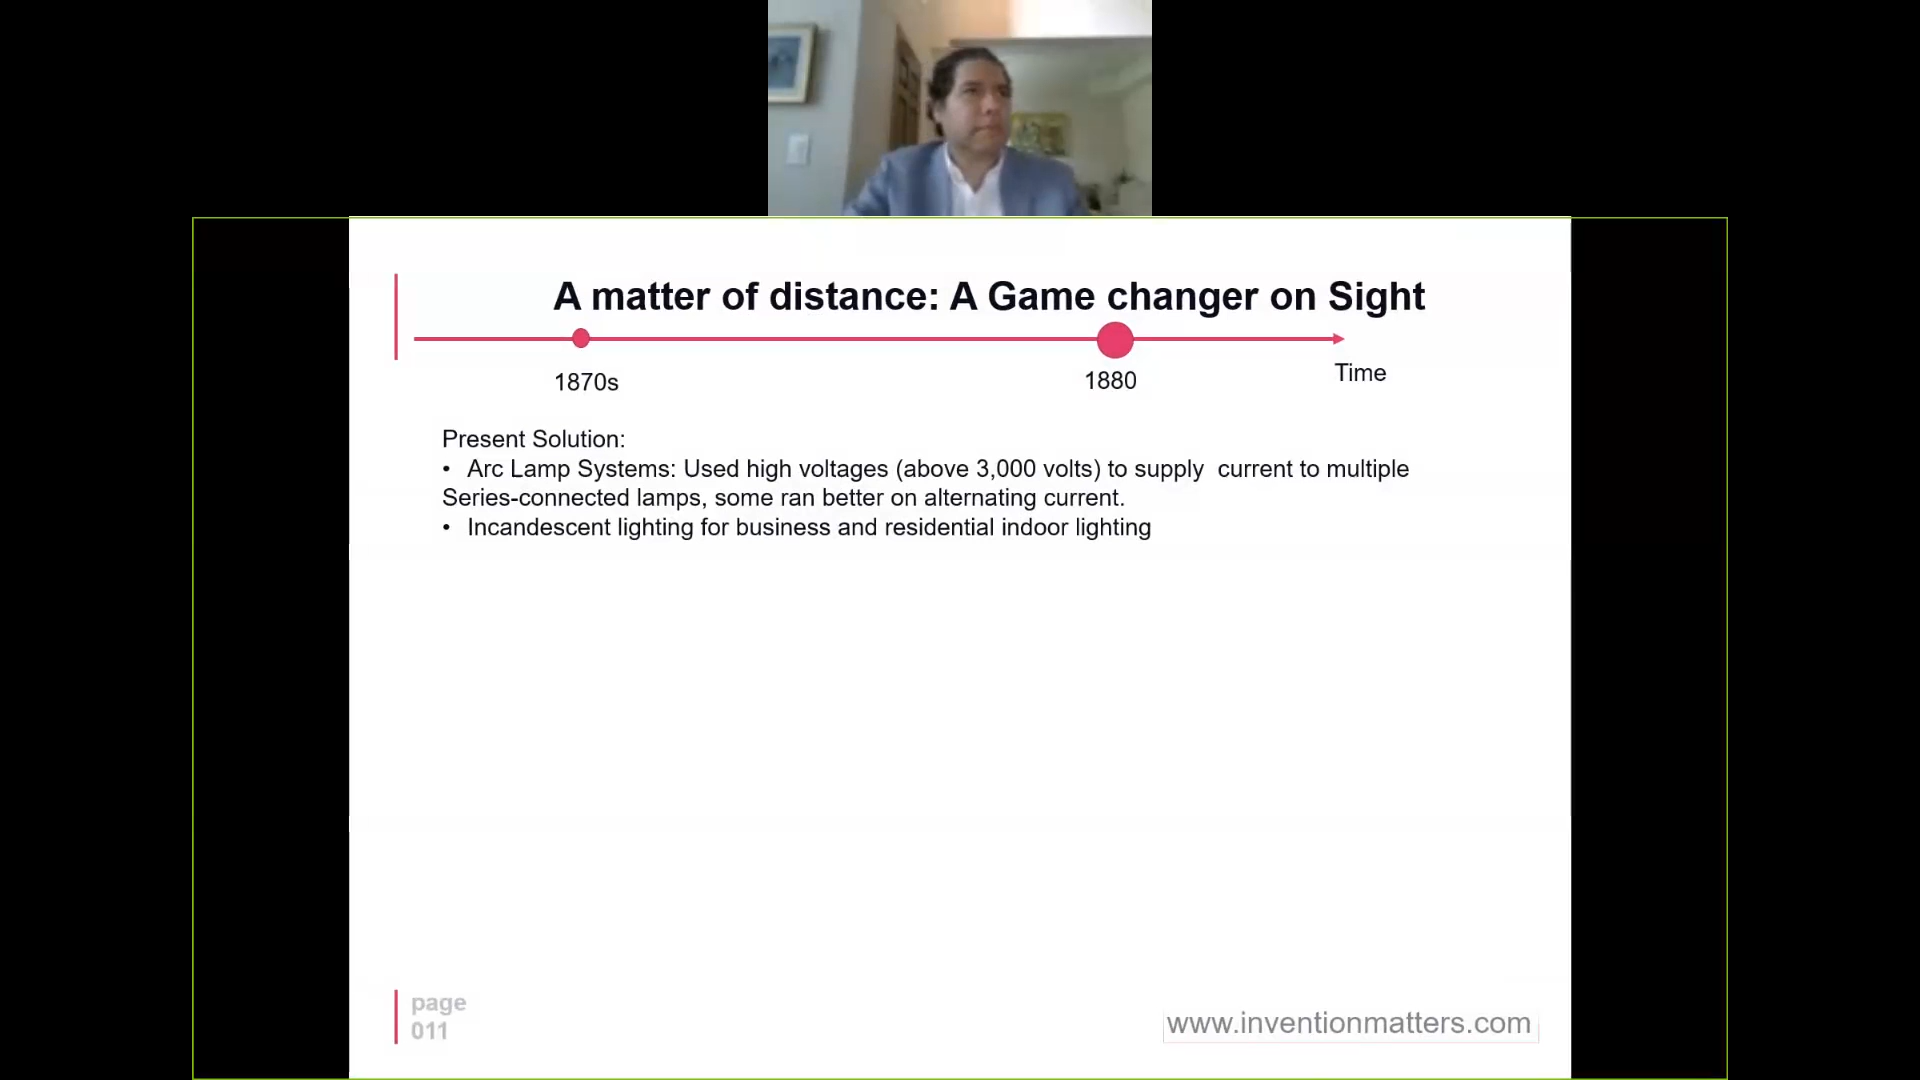 A matter of distance: A Game changer on Sight
1870s
1880
Time
Present Solution:
• Arc Lamp Systems: Used high voltages (above 3,000 volts) to supply current to multiple
Series-connected lamps, some ran better on alternating current.
• Incandescent lighting for business and residential indoor lighting
page
011
www.inventionmatters.com